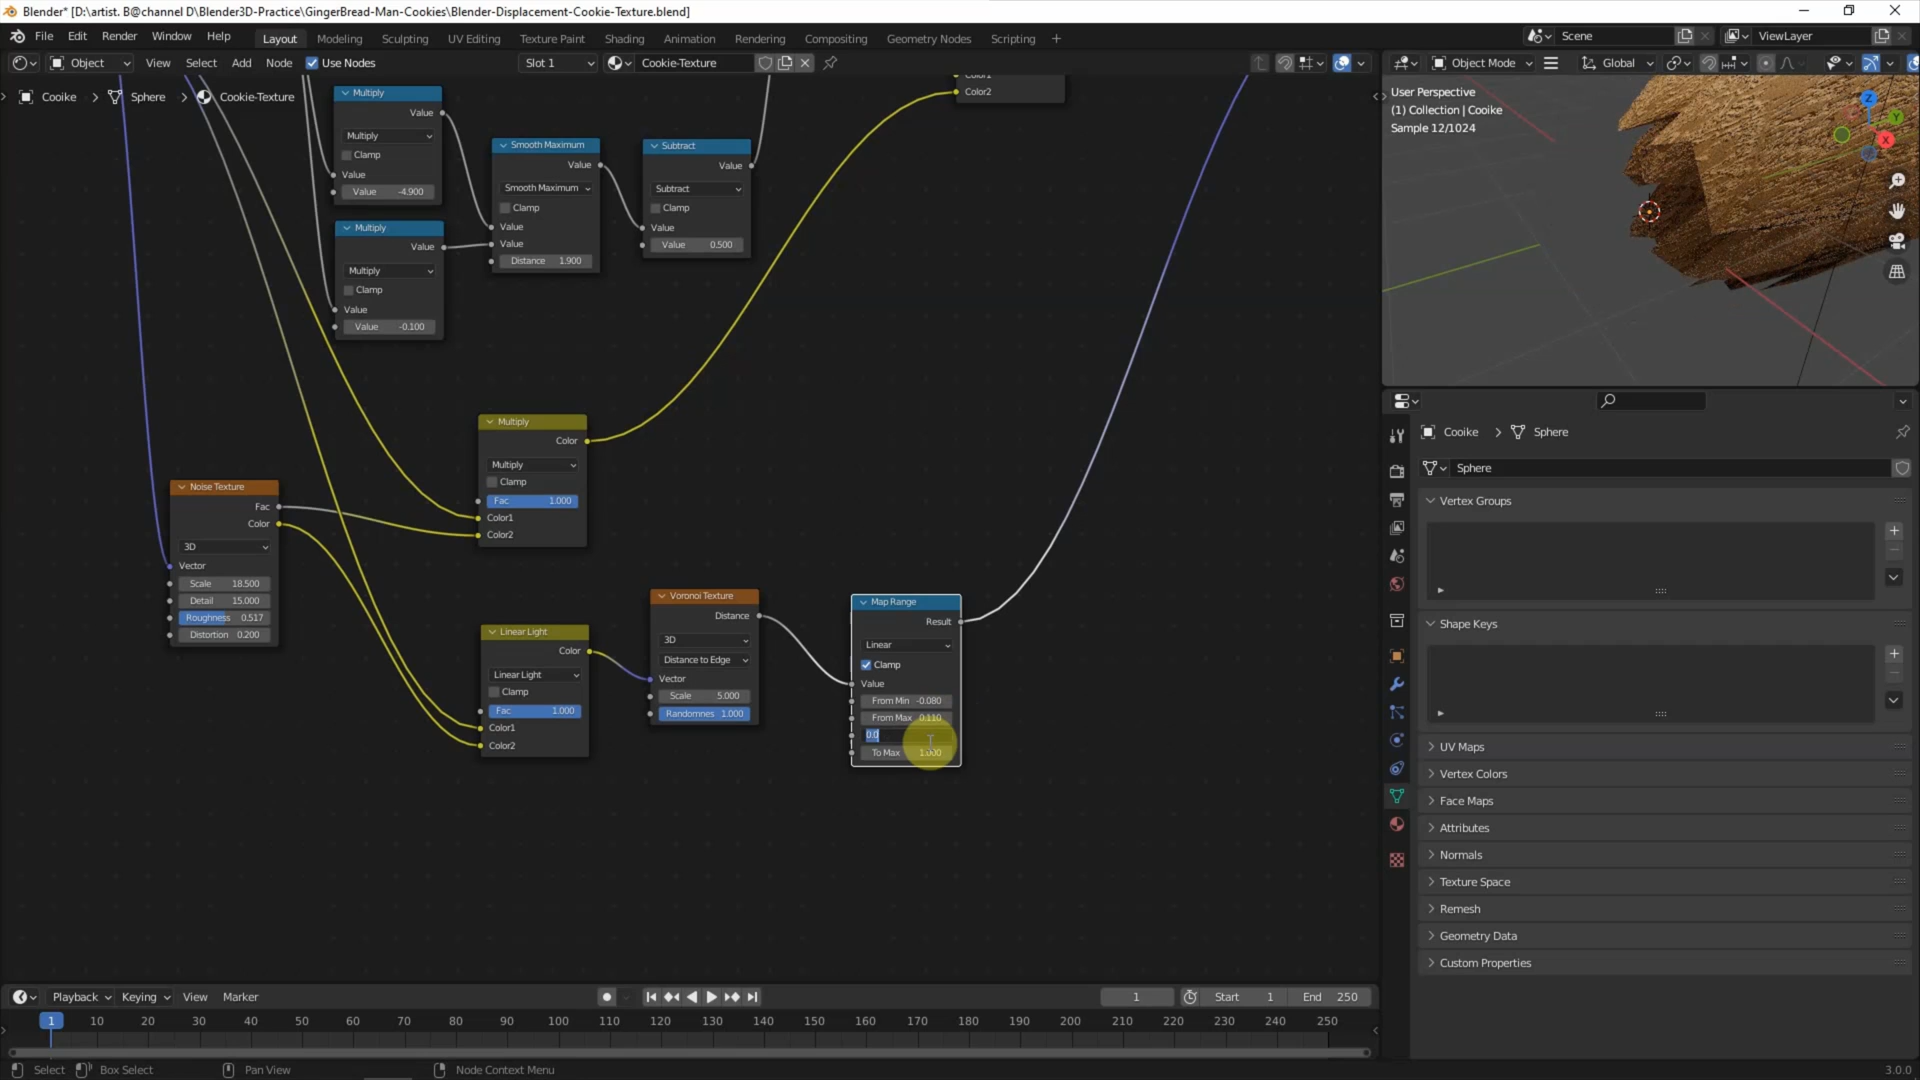 Blender* [D:\artist. B@channel D\Blender3D-Practice\GingerBread-Man-Cookies\Blender-Displacement-Cookie-Texture.blend]
File Edit Render Window Help Layout Modeling Sculpting UV Editing Texture Paint Shading Animation Rendering Compositing Geometry Nodes Scripting + Scene ViewLayer
Object View Select Add Node Use Nodes Slot 1 Cookie-Texture Object Mode Global
Cooike > Sphere > Cookie-Texture
User Perspective
(1) Collection | Cooike
Sample 12/1024
Z
Y
X
Multiply
Value
Multiply
Clamp
Value
Value -4.900
Multiply
Value
Multiply
Clamp
Value
Value -0.100
Smooth Maximum
Value
Smooth Maximum
Clamp
Value
Value
Distance 1.900
Subtract
Value
Subtract
Clamp
Value
Value 0.500
Color1
Color2
Multiply
Color
Multiply
Clamp
Fac 1.000
Color1
Color2
Noise Texture
Fac
Color
3D
Vector
Scale 18.500
Detail 15.000
Roughness 0.517
Distortion 0.200
Linear Light
Color
Linear Light
Clamp
Fac 1.000
Color1
Color2
Voronoi Texture
Distance
3D
Distance to Edge
Vector
Scale 5.000
Randomnes 1.000
Map Range
Result
Linear
Clamp
Value
From Min -0.080
From Max 0.110
0.0
To Max 1.000
Cooike > Sphere
Sphere
Vertex Groups
Shape Keys
UV Maps
Vertex Colors
Face Maps
Attributes
Normals
Texture Space
Remesh
Geometry Data
Custom Properties
Playback Keying View Marker 1 Start 1 End 250
1 10 20 30 40 50 60 70 80 90 100 110 120 130 140 150 160 170 180 190 200 210 220 230 240 250
Select Box Select Pan View Node Context Menu 3.0.0